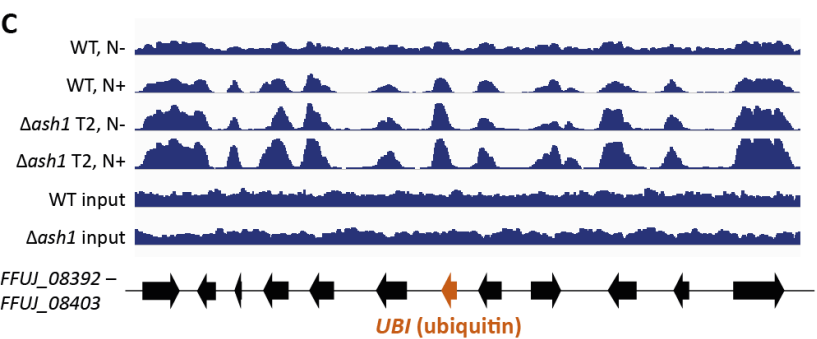 C
WT, N-
WT, N+
Δash1 T2, N-
Δash1 T2, N+
WT input
Δash1 input
FFUJ_08392 –
FFUJ_08403
UBI (ubiquitin)